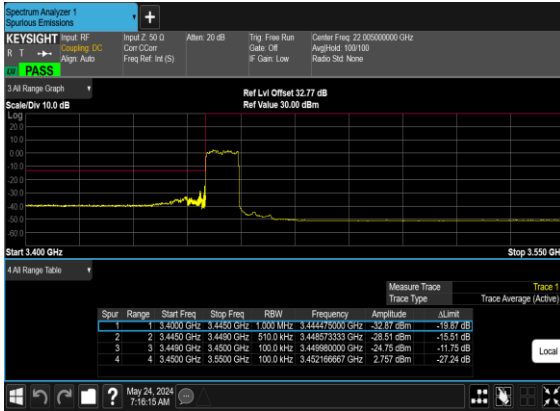 Spectrum Analyzer 1
Spurious Emissions
+
KEYSIGHT Input: RF Input Z: 50 Ω Atten: 20 dB Trig: Free Run Center Freq: 22.005000000 GHz
R T Coupling: DC Corr CCorr Gate: Off Avg|Hold: 100/100
Align: Auto Freq Ref: Int (S) IF Gain: Low Radio Std: None
PASS
3 All Range Graph
Ref Lvl Offset 32.77 dB
Scale/Div 10.0 dB Ref Value 30.00 dBm
Log
20.0
10.0
0.00
-10.0
-20.0
-30.0
-40.0
-50.0
-60.0
Start 3.400 GHz Stop 3.550 GH
4 All Range Table
Measure Trace Trace 1
Trace Type Trace Average (Active)
Spur Range Start Freq Stop Freq RBW Frequency Amplitude ΔLimit
1 1 3.4000 GHz 3.4450 GHz 1.000 MHz 3.444475000 GHz -32.87 dBm -19.87 dB
2 2 3.4450 GHz 3.4490 GHz 510.0 kHz 3.448573333 GHz -28.51 dBm -15.51 dB
3 3 3.4490 GHz 3.4500 GHz 100.0 kHz 3.449980000 GHz -24.75 dBm -11.75 dB
4 4 3.4500 GHz 3.5500 GHz 100.0 kHz 3.452166667 GHz 2.757 dBm -27.24 dB
Local
?
May 24, 2024
7:16:15 AM